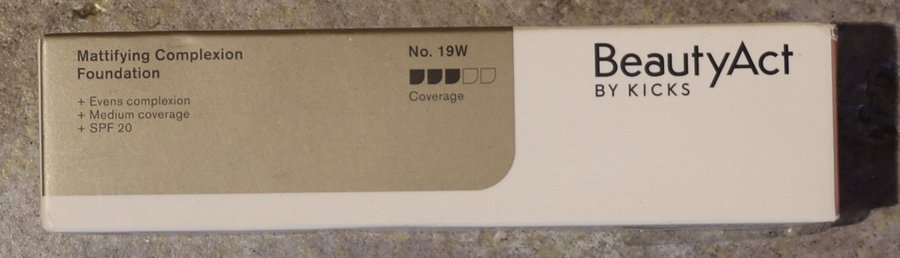 Mattifying Complexion
Foundation
+ Evens complexion
+ Medium coverage
+ SPF 20
No. 19W
Coverage
BeautyAct
BY KICKS